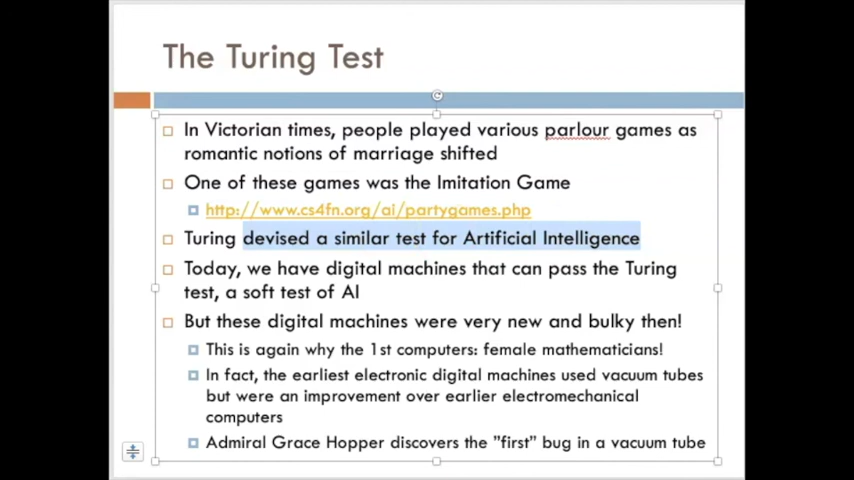 The Turing Test
In Victorian times, people played various parlour games as
romantic notions of marriage shifted
One of these games was the Imitation Game
http://www.cs4fn.org/ai/partygames.php
Turing devised a similar test for Artificial Intelligence
Today, we have digital machines that can pass the Turing
test, a soft test of AI
But these digital machines were very new and bulky then!
This is again why the 1st computers: female mathematicians!
In fact, the earliest electronic digital machines used vacuum tubes
but were an improvement over earlier electromechanical
computers
Admiral Grace Hopper discovers the ”first” bug in a vacuum tube